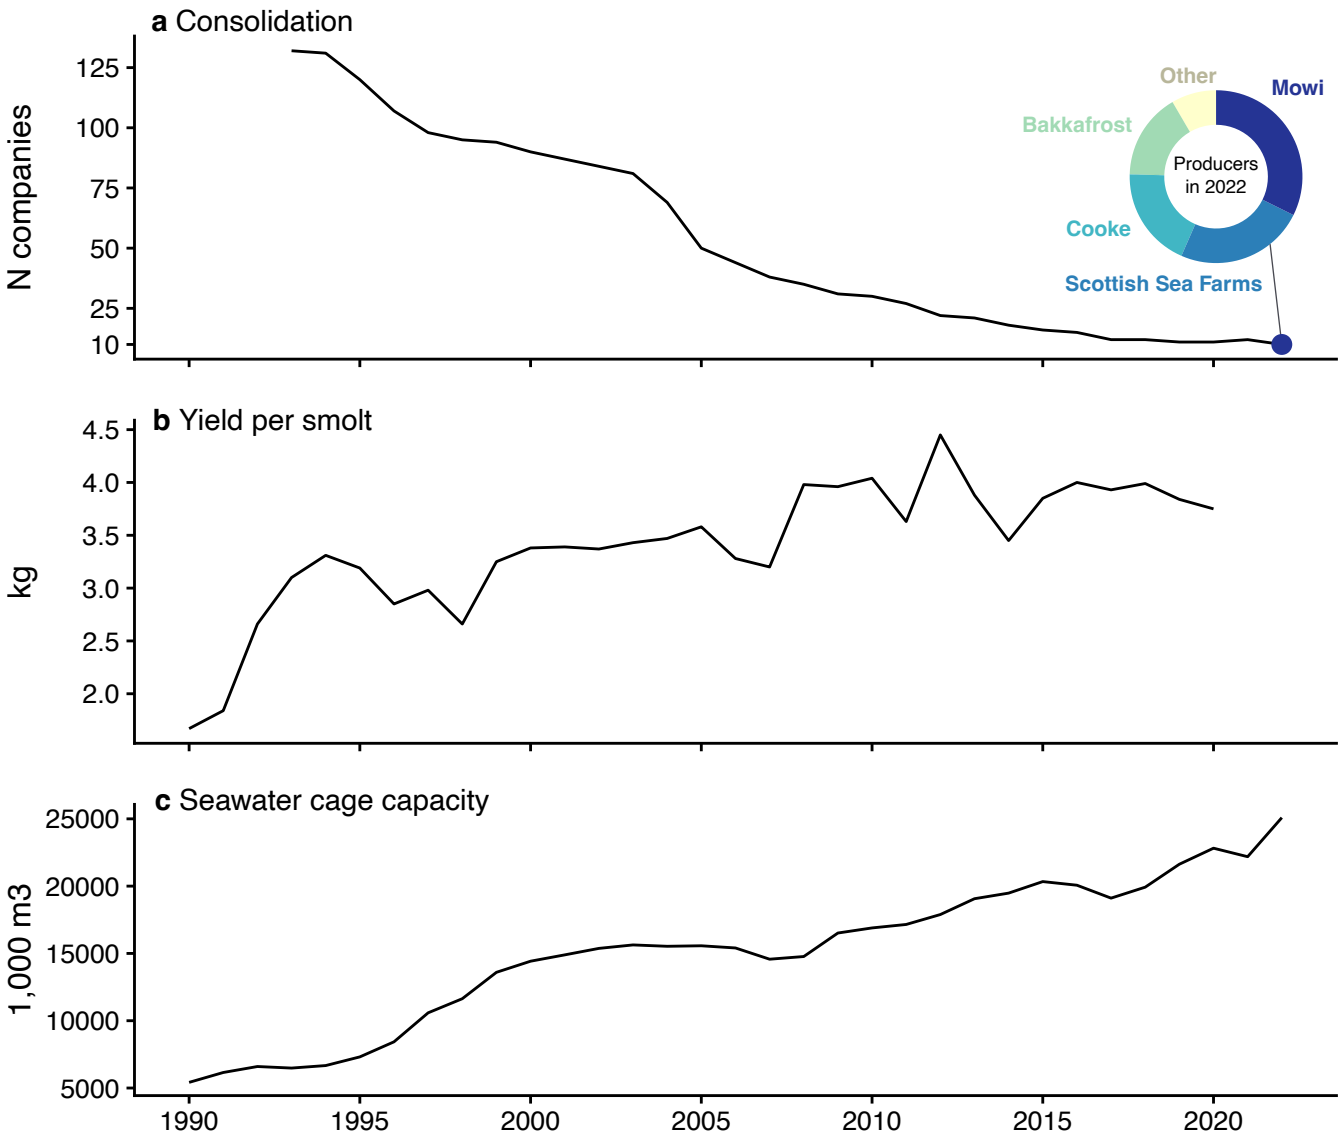 a Consolidation
N companies
125
100
75
50
25
10
Other
Mowi
Bakkafrost
Producers
in 2022
Cooke
Scottish Sea Farms
b Yield per smolt
kg
4.5
4.0
3.5
3.0
2.5
2.0
c Seawater cage capacity
1,000 m3
25000
20000
15000
10000
5000
1990 1995 2000 2005 2010 2015 2020